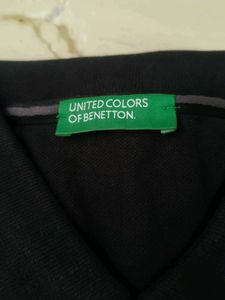 UNITED COLORS
OF BENETTON.